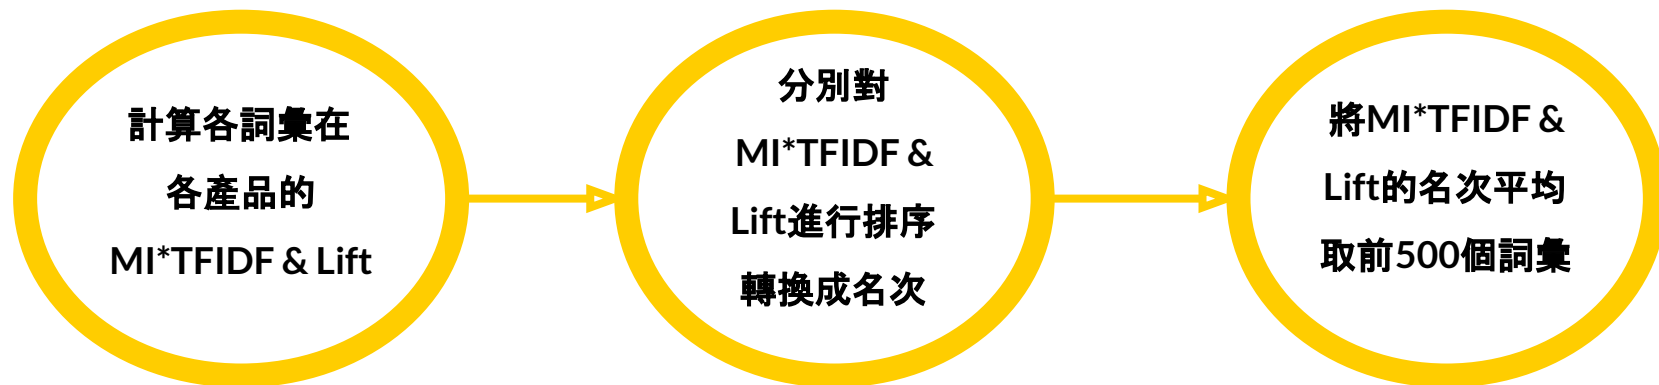 計算各詞彙在
各產品的
MI*TFIDF & Lift
分別對
MI*TFIDF &
Lift進行排序
轉換成名次
將MI*TFIDF &
Lift的名次平均
取前500個詞彙